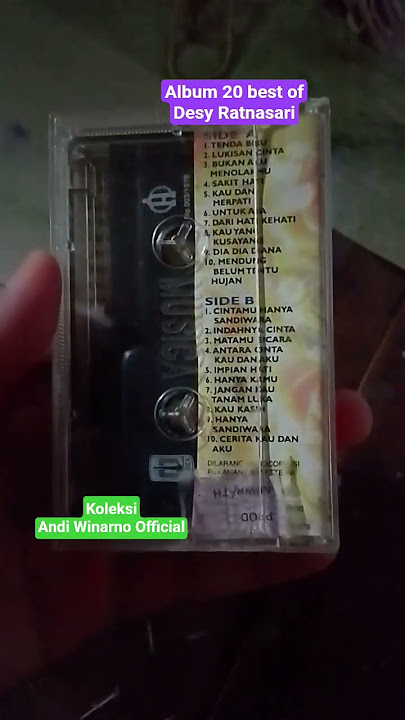 Album 20 best of
Desy Ratnasari
SIDE A
1. TENDA BIRU
2. LUKISAN CINTA
3. BUKAN AKU
MENOLAKMU
4. SAKIT HATI
5. KAU DAN
MERPATI
6. UNTUK APA
7. DARI HATI KEHATI
8. KAU YANG
KUSAYANG
9. DIA DIA DIANA
10. MENDUNG
BELUM TENTU
HUJAN
SIDE B
1. CINTAMU HANYA
SANDIWARA
2. INDAHNYA CINTA
3. MATAMU BICARA
4. ANTARA CINTA
KAU DAN AKU
5. IMPIAN HATI
6. HANYA KAMU
7. JANGAN KAU
TANAM LUKA
8. KAU KASIH
9. HANYA
SANDIWARA
10. CERITA KAU DAN
AKU
DILARANG
MUSICA
Koleksi
Andi Winarno Official